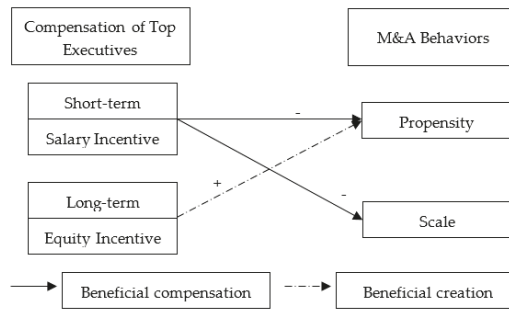 Compensation of Top
Executives
M&A Behaviors
Short-term
Salary Incentive
-
Propensity
+
Long-term
Equity Incentive
-
Scale
Beneficial compensation
Beneficial creation